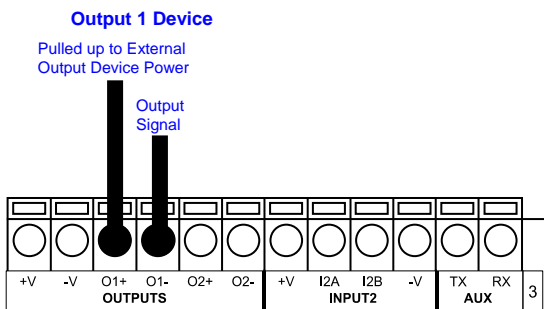 Output 1 Device
Pulled up to External
Output Device Power
Output
Signal
+V -V O1+ O1- O2+ O2- +V I2A I2B -V TX RX
OUTPUTS INPUT2 AUX 3